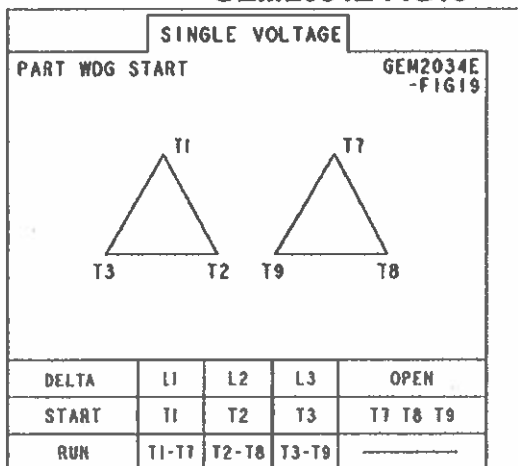 SINGLE VOLTAGE
PART WDG START
GEM2034E
-FIG19
T1
T7
T3
T2
T9
T8
DELTA L1 L2 L3 OPEN
START T1 T2 T3 T7 T8 T9
RUN T1-T7 T2-T8 T3-T9